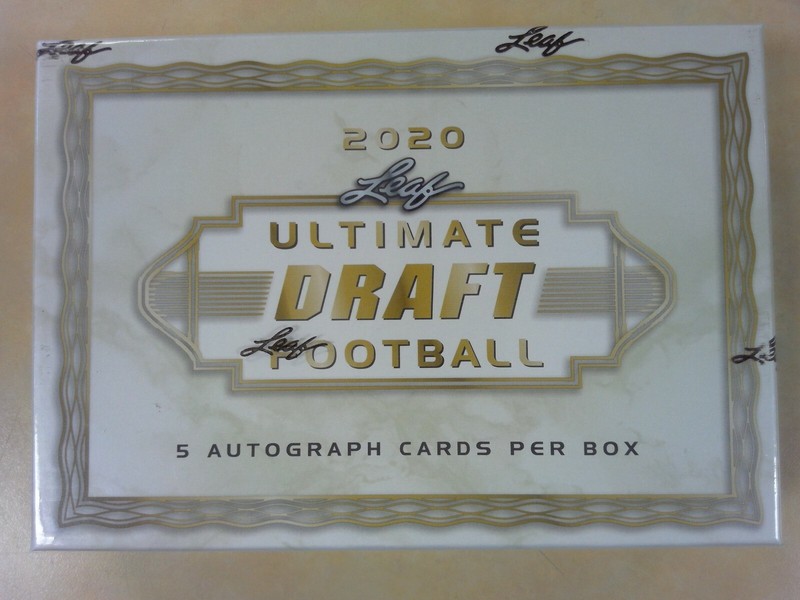 Leaf
Leaf
2020
Leaf
ULTIMATE
DRAFT
Leaf
FOOTBALL
5 AUTOGRAPH CARDS PER BOX